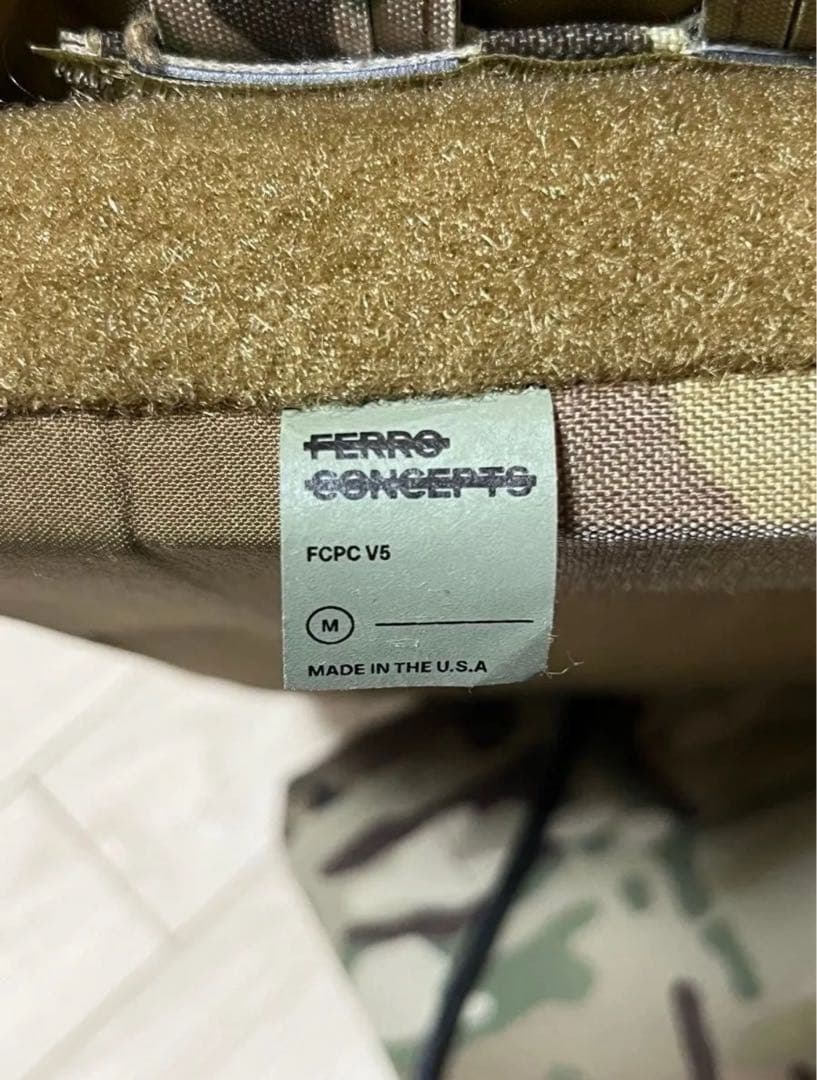 FERRO
CONCEPTS
FCPC V5
M
MADE IN THE U.S.A